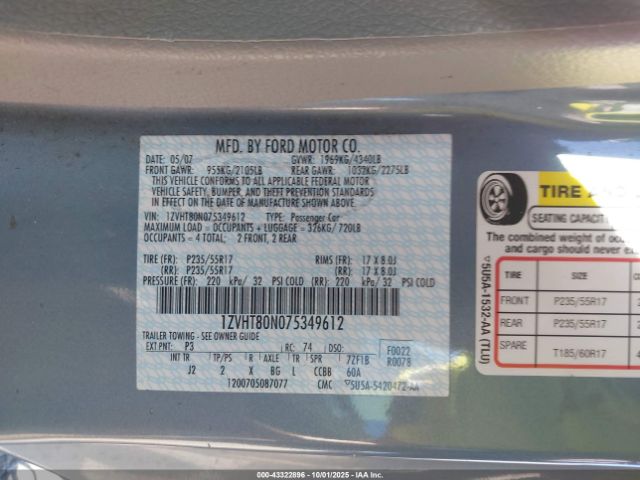 MFD. BY FORD MOTOR CO.
DATE: 05/07 GVWR: 1969KG/4340LB
FRONT GAWR: 955KG/2105LB REAR GAWR: 1032KG/2275LB
THIS VEHICLE CONFORMS TO ALL APPLICABLE FEDERAL MOTOR
VEHICLE SAFETY, BUMPER, AND THEFT PREVENTION STANDARDS
IN EFFECT ON THE DATE OF MANUFACTURE SHOWN ABOVE.
VIN: 1ZVHT80N075349612 TYPE: Passenger Car
MAXIMUM LOAD = OCCUPANTS + LUGGAGE = 326KG/720LB
OCCUPANTS = 4 TOTAL: 2 FRONT, 2 REAR
TIRE (FR): P235/55R17 RIMS (FR): 17 X 8.0J
(RR): P235/55R17 (RR): 17 X 8.0J
PRESSURE (FR): 220 kPa/ 32 PSI COLD (RR): 220 kPa/ 32 PSI COLD
1ZVHT80N075349612
TRAILER TOWING - SEE OWNER GUIDE
EXT PNT: P3 RC: 74 DSO: F0022
R0078
INT TR TP/PS R AXLE TR SPR 7ZF1B
J2 2 X BG L CCBB 60A
1200705087077 CMC ▽5U5A-5420472-AA
TIRE
SEATING CAPACITY
The combined weight of
and cargo should never
▽5U5A-1532-AA (TLU)
TIRE SIZE
FRONT P235/55R17
REAR P235/55R17
SPARE T185/60R17
000-43322896 - 10/01/2025 - IAAI.COM